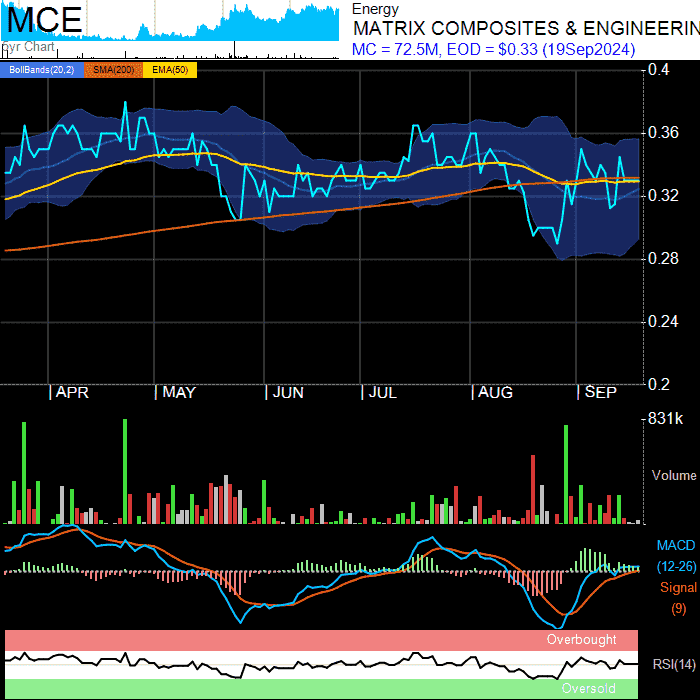 MCE
6yr Chart
Energy
MATRIX COMPOSITES & ENGINEERIN
MC = 72.5M, EOD = $0.33 (19Sep2024)
BollBands(20,2) SMA(200) EMA(50)
0.4
0.36
0.32
0.28
0.24
0.2
APR MAY JUN JUL AUG SEP
831k
Volume
MACD
(12-26)
Signal
(9)
Overbought
RSI(14)
Oversold